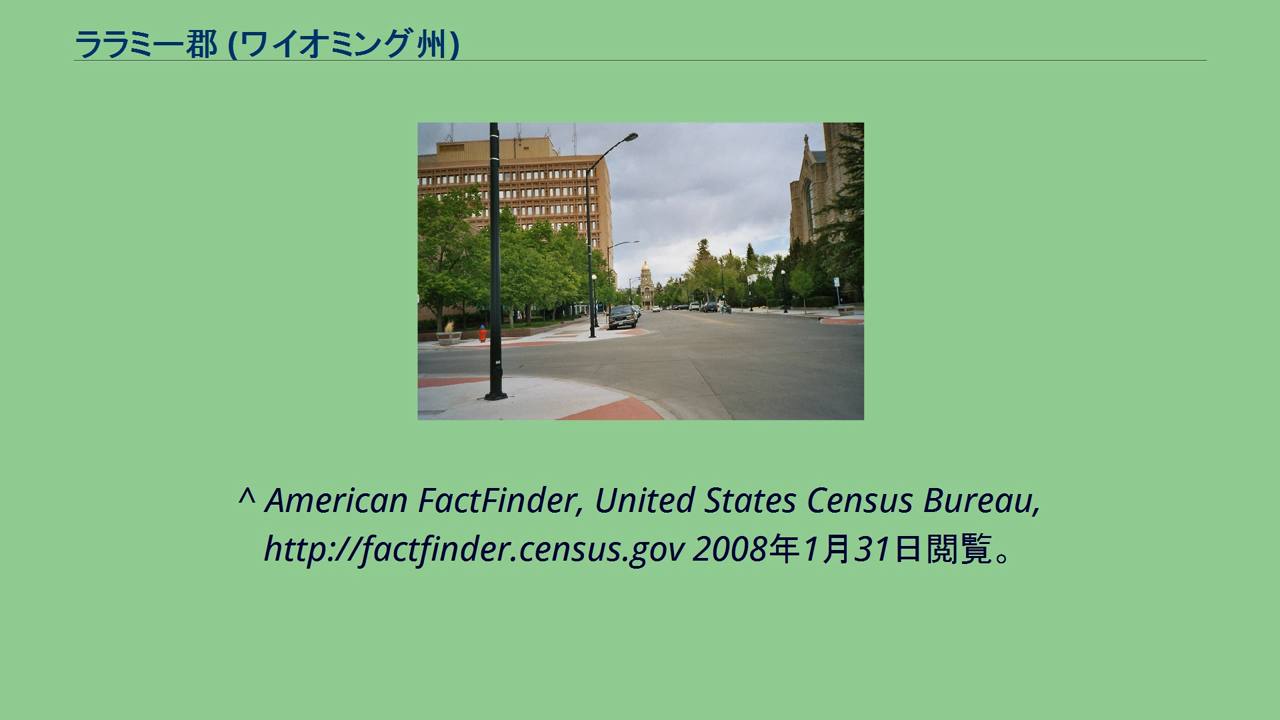 ララミー郡 (ワイオミング州)
^ American FactFinder, United States Census Bureau,
http://factfinder.census.gov 2008年1月31日閲覧。